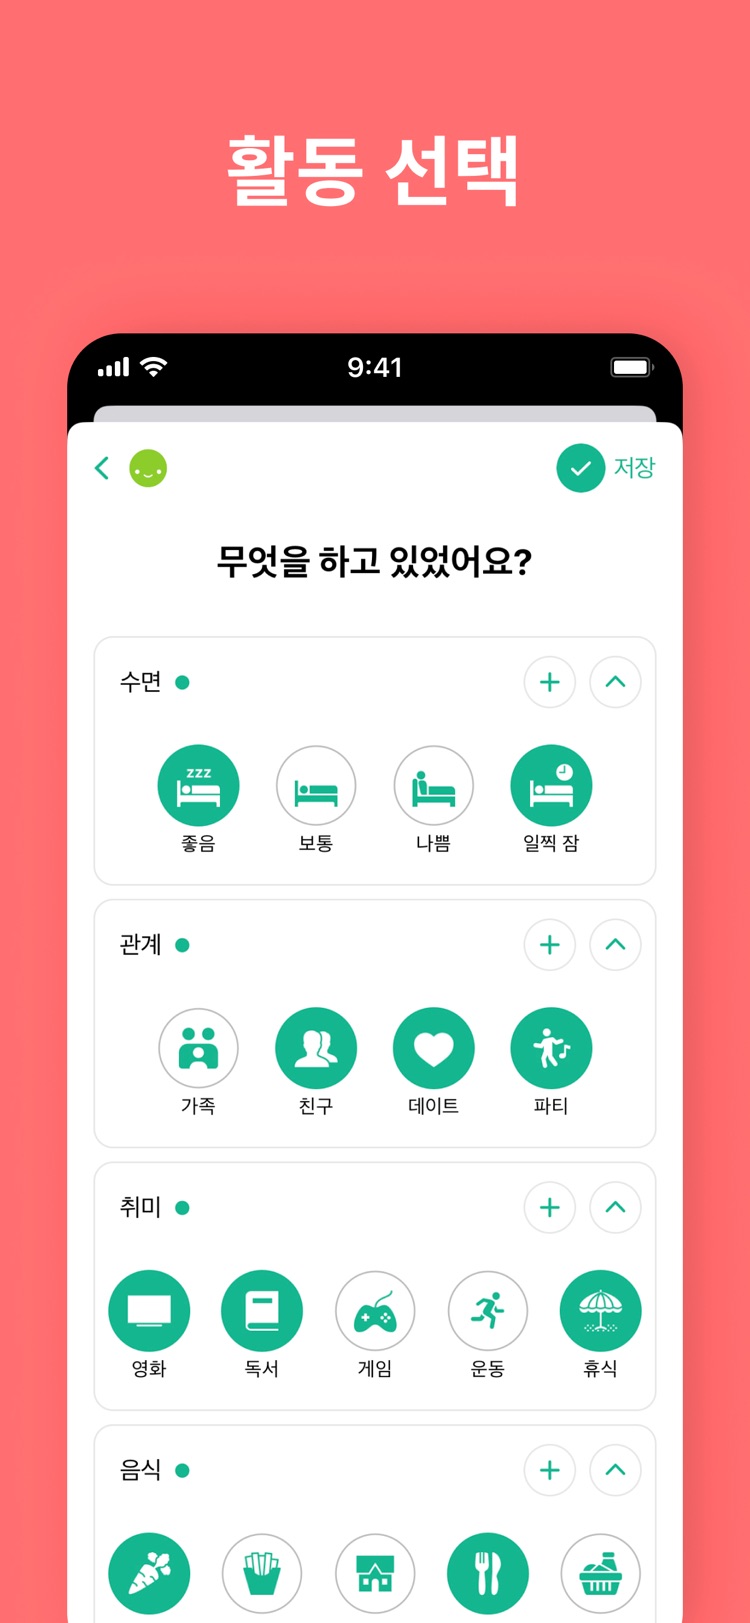 활동 선택
9:41
저장
무엇을 하고 있었어요?
수면
zzz
좋음 보통 나쁨 일찍 잠
관계
가족 친구 데이트 파티
취미
영화 독서 게임 운동 휴식
음식